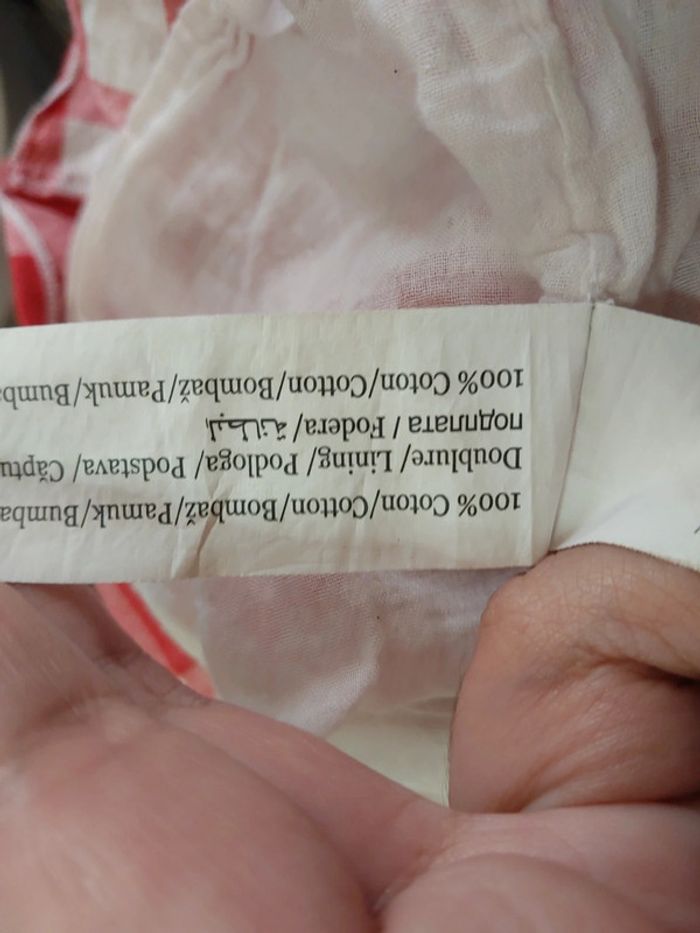 100% Coton/Cotton/Bombaž/Pamuk/Bumba
Doublure/ Lining/ Podloga/ Podstava/ Căptu
подплата / Fodera/ البطانة
100% Coton/Cotton/Bombaž/Pamuk/Bumb